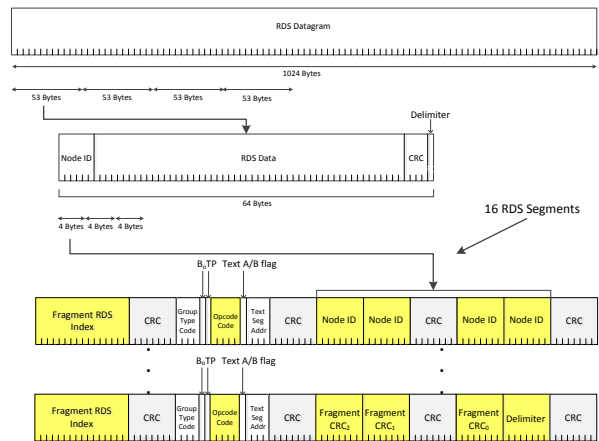 RDS Datagram
1024 Bytes
53 Bytes 53 Bytes 53 Bytes 53 Bytes
Delimiter
Node ID RDS Data CRC
64 Bytes
4 Bytes 4 Bytes 4 Bytes
16 RDS Segments
BoTP Text A/B flag
Fragment RDS Index CRC Group Type Code Opcode Code Text Seg Addr CRC Node ID Node ID CRC Node ID Node ID CRC
BoTP Text A/B flag
Fragment RDS Index CRC Group Type Code Opcode Code Text Seg Addr CRC Fragment CRC2 Fragment CRC1 CRC Fragment CRC0 Delimiter CRC